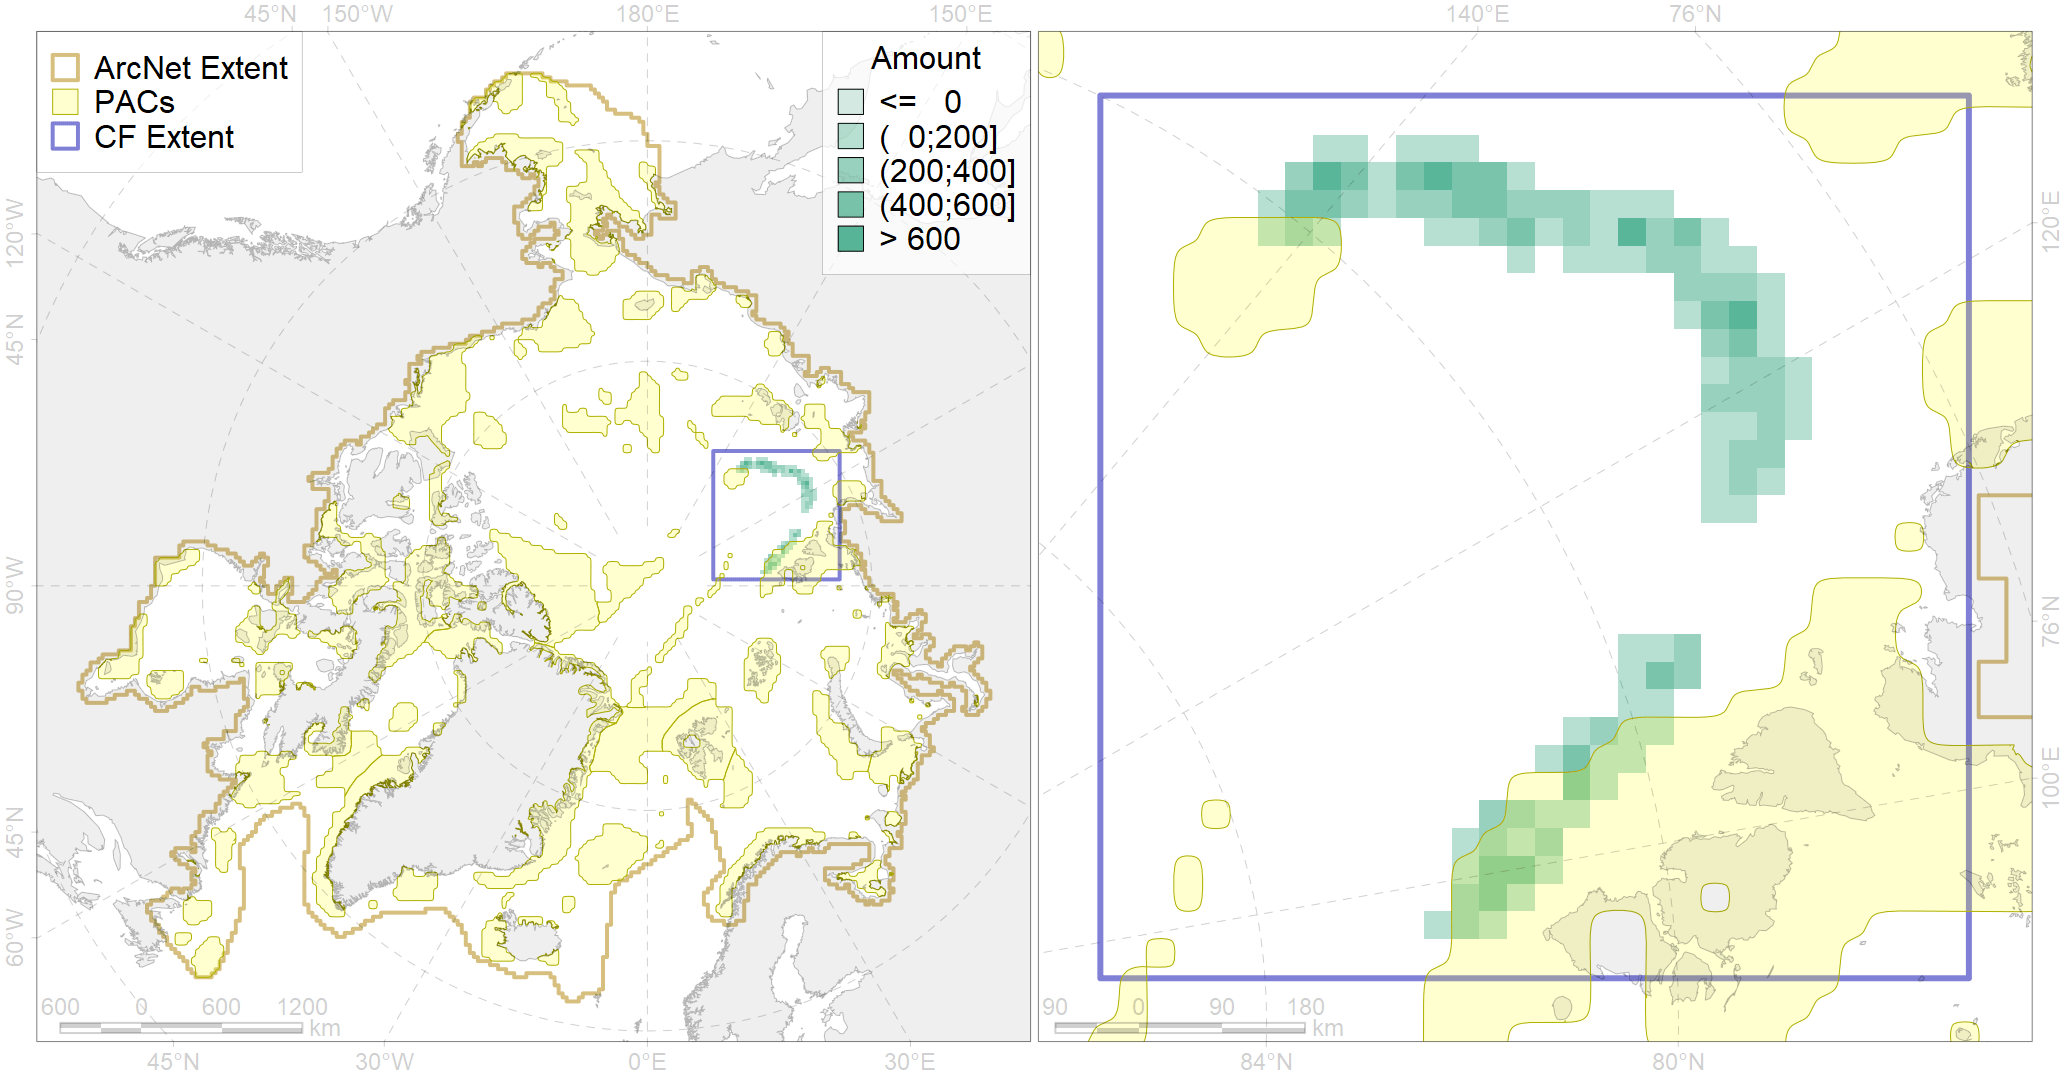 45°N 150°W 180°E 150°E 140°E 76°N
ArcNet Extent
PACs
CF Extent
Amount
<= 0
( 0;200]
(200;400]
(400;600]
> 600
120°W
45°N
90°W
45°N
60°W
120°E
76°N
100°E
600 0 600 1200
km
90 0 90 180
km
45°N 30°W 0°E 30°E 84°N 80°N